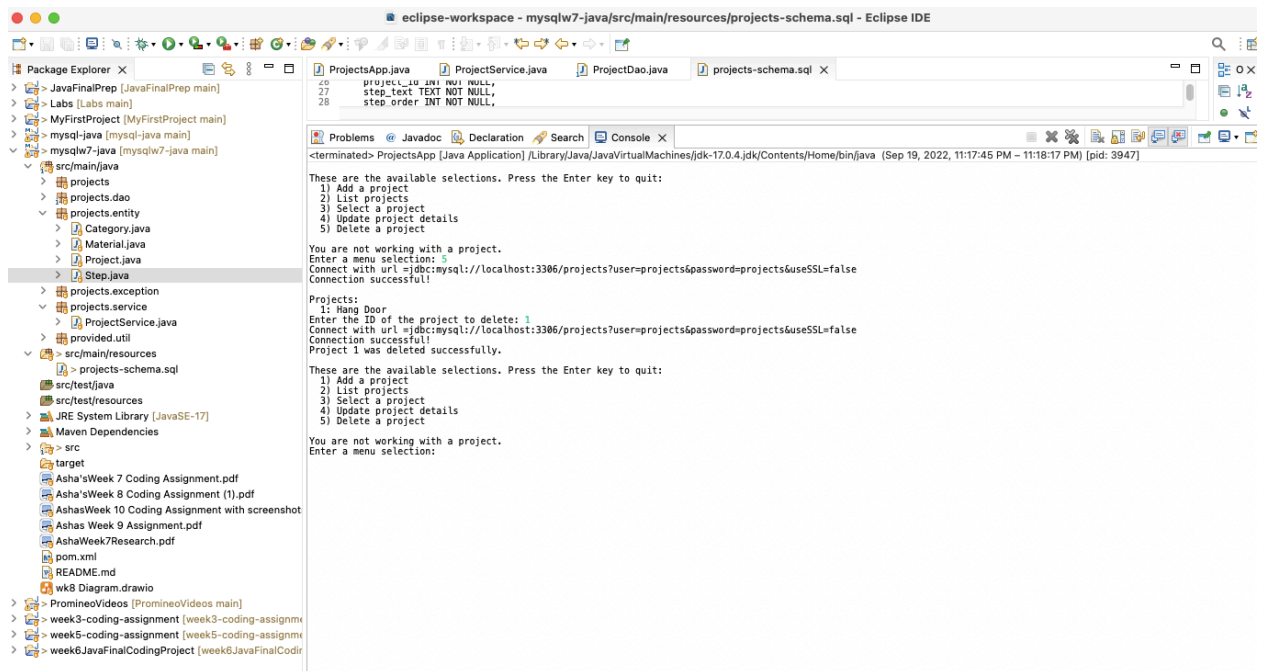 eclipse-workspace - mysqlw7-java/src/main/resources/projects-schema.sql - Eclipse IDE
Package Explorer
> JavaFinalPrep [JavaFinalPrep main]
> Labs [Labs main]
> MyFirstProject [MyFirstProject main]
> mysql-java [mysql-java main]
> mysqlw7-java [mysqlw7-java main]
src/main/java
projects
projects.dao
projects.entity
Category.java
Material.java
Project.java
Step.java
projects.exception
projects.service
ProjectService.java
provided.util
> src/main/resources
> projects-schema.sql
src/test/java
src/test/resources
JRE System Library [JavaSE-17]
Maven Dependencies
> src
target
Asha'sWeek 7 Coding Assignment.pdf
Asha'sWeek 8 Coding Assignment (1).pdf
AshasWeek 10 Coding Assignment with screenshot
Ashas Week 9 Assignment.pdf
AshaWeek7Research.pdf
pom.xml
README.md
wk8 Diagram.drawio
> PromineoVideos [PromineoVideos main]
> week3-coding-assignment [week3-coding-assignme
> week5-coding-assignment [week5-coding-assignme
> week6JavaFinalCodingProject [week6JavaFinalCodin
ProjectsApp.java ProjectService.java ProjectDao.java projects-schema.sql
26 project_id INT NOT NULL,
27 step_text TEXT NOT NULL,
28 step_order INT NOT NULL,
Problems Javadoc Declaration Search Console
<terminated> ProjectsApp [Java Application] /Library/Java/JavaVirtualMachines/jdk-17.0.4.jdk/Contents/Home/bin/java (Sep 19, 2022, 11:17:45 PM – 11:18:17 PM) [pid: 3947]
These are the available selections. Press the Enter key to quit:
1) Add a project
2) List projects
3) Select a project
4) Update project details
5) Delete a project
You are not working with a project.
Enter a menu selection: 5
Connect with url =jdbc:mysql://localhost:3306/projects?user=projects&password=projects&useSSL=false
Connection successful!
Projects:
1: Hang Door
Enter the ID of the project to delete: 1
Connect with url =jdbc:mysql://localhost:3306/projects?user=projects&password=projects&useSSL=false
Connection successful!
Project 1 was deleted successfully.
These are the available selections. Press the Enter key to quit:
1) Add a project
2) List projects
3) Select a project
4) Update project details
5) Delete a project
You are not working with a project.
Enter a menu selection: